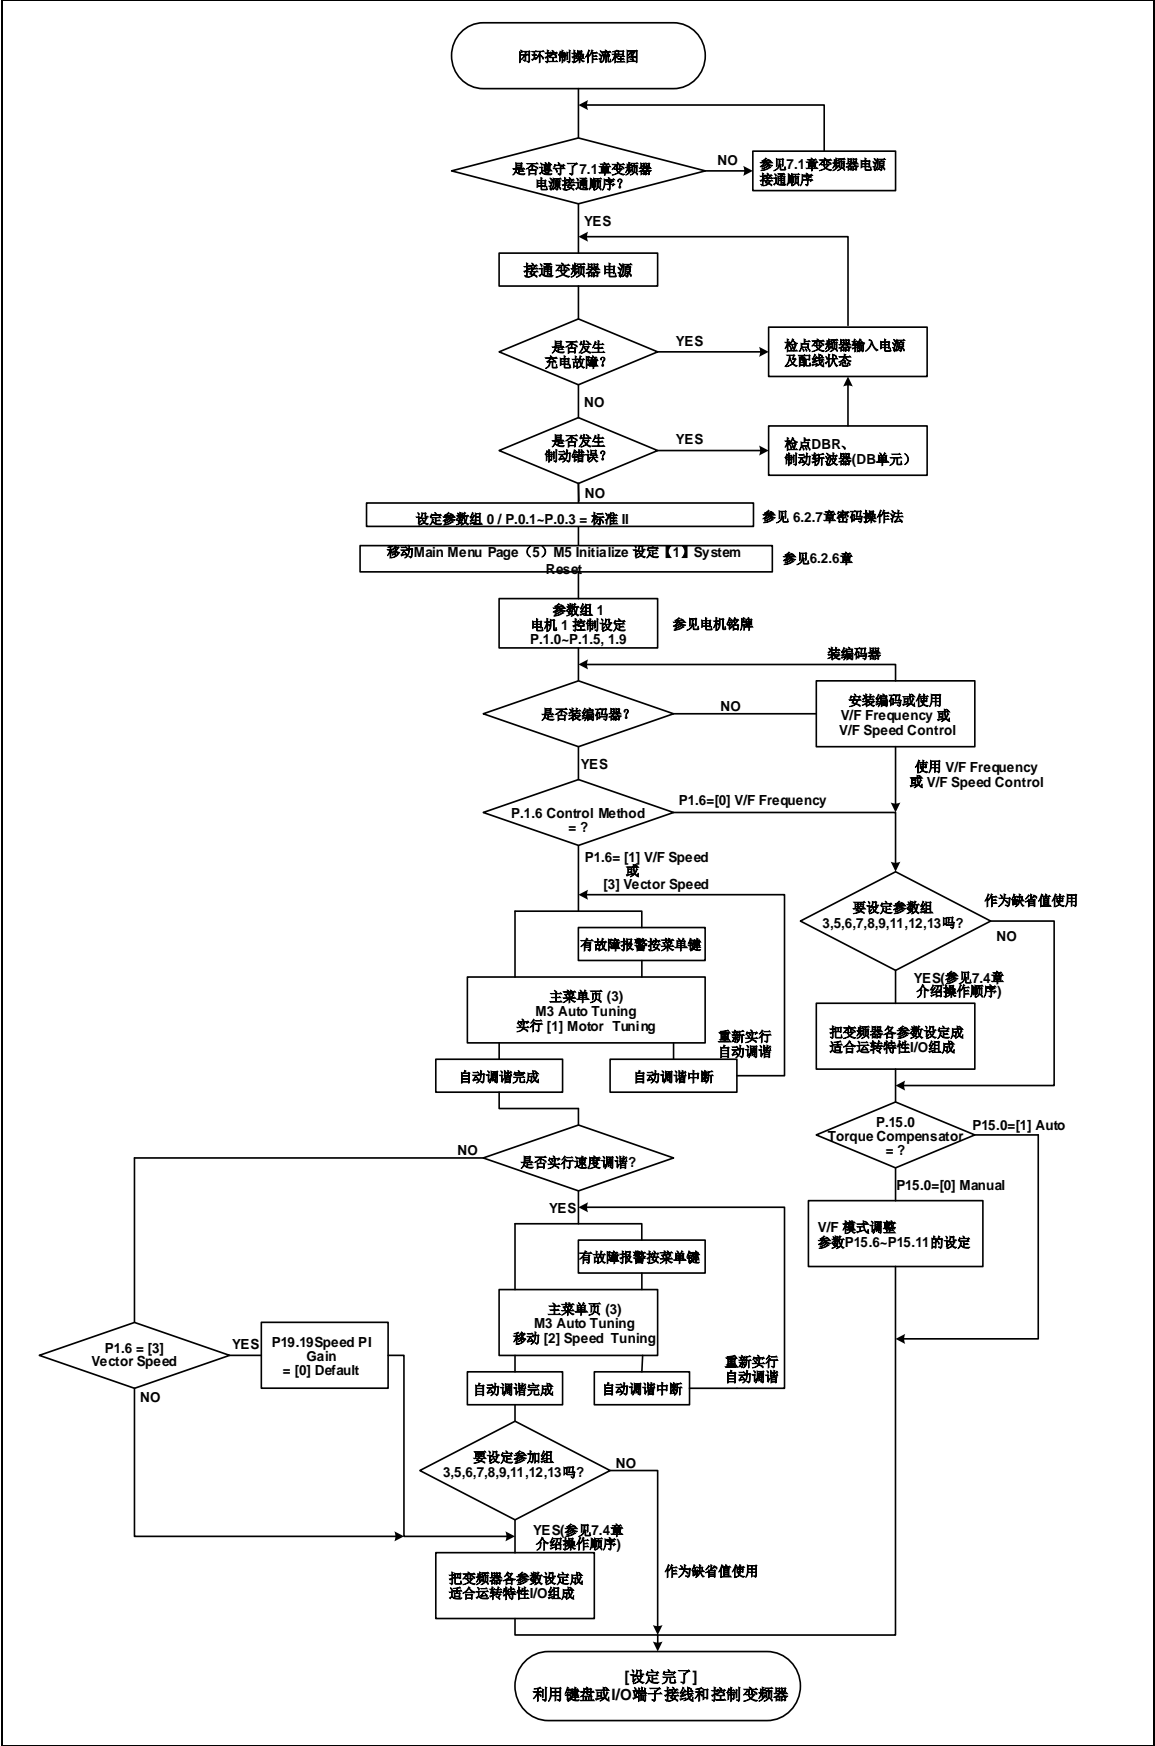 闭环控制操作流程图
是否遵守了7.1章变频器
电源接通顺序？
NO
参见7.1章变频器电源
接通顺序
YES
接通变频器电源
是否发生
充电故障？
YES
检点变频器输入电源
及配线状态
NO
是否发生
制动错误？
YES
检点DBR、
制动斩波器(DB单元）
NO
设定参数组 0 / P.0.1~P.0.3 = 标准 II
参见 6.2.7章密码操作法
移动Main Menu Page（5）M5 Initialize 设定【1】System
Reset
参见6.2.6章
参数组 1
电机 1 控制设定
P.1.0~P.1.5, 1.9
参见电机铭牌
装编码器
是否装编码器？
NO
安装编码或使用
V/F Frequency 或
V/F Speed Control
YES
使用 V/F Frequency
或 V/F Speed Control
P.1.6 Control Method
= ?
P1.6=[0] V/F Frequency
P1.6= [1] V/F Speed
或
[3] Vector Speed
要设定参数组
3,5,6,7,8,9,11,12,13吗?
作为缺省值使用
NO
有故障报警按菜单键
YES(参见7.4章
介绍操作顺序)
主菜单页 (3)
M3 Auto Tuning
实行 [1] Motor Tuning
把变频器各参数设定成
适合运转特性I/O组成
重新实行
自动调谐
自动调谐完成
自动调谐中断
P.15.0
Torque Compensator
= ?
P15.0=[1] Auto
NO
是否实行速度调谐?
P15.0=[0] Manual
YES
V/F 模式调整
参数P15.6~P15.11的设定
有故障报警按菜单键
主菜单页 (3)
M3 Auto Tuning
移动 [2] Speed Tuning
P1.6 = [3]
Vector Speed
YES
P19.19Speed PI
Gain
= [0] Default
重新实行
自动调谐
NO
自动调谐完成
自动调谐中断
要设定参加组
3,5,6,7,8,9,11,12,13吗?
NO
YES(参见7.4章
介绍操作顺序)
把变频器各参数设定成
适合运转特性I/O组成
作为缺省值使用
[设定完了]
利用键盘或I/O端子接线和控制变频器